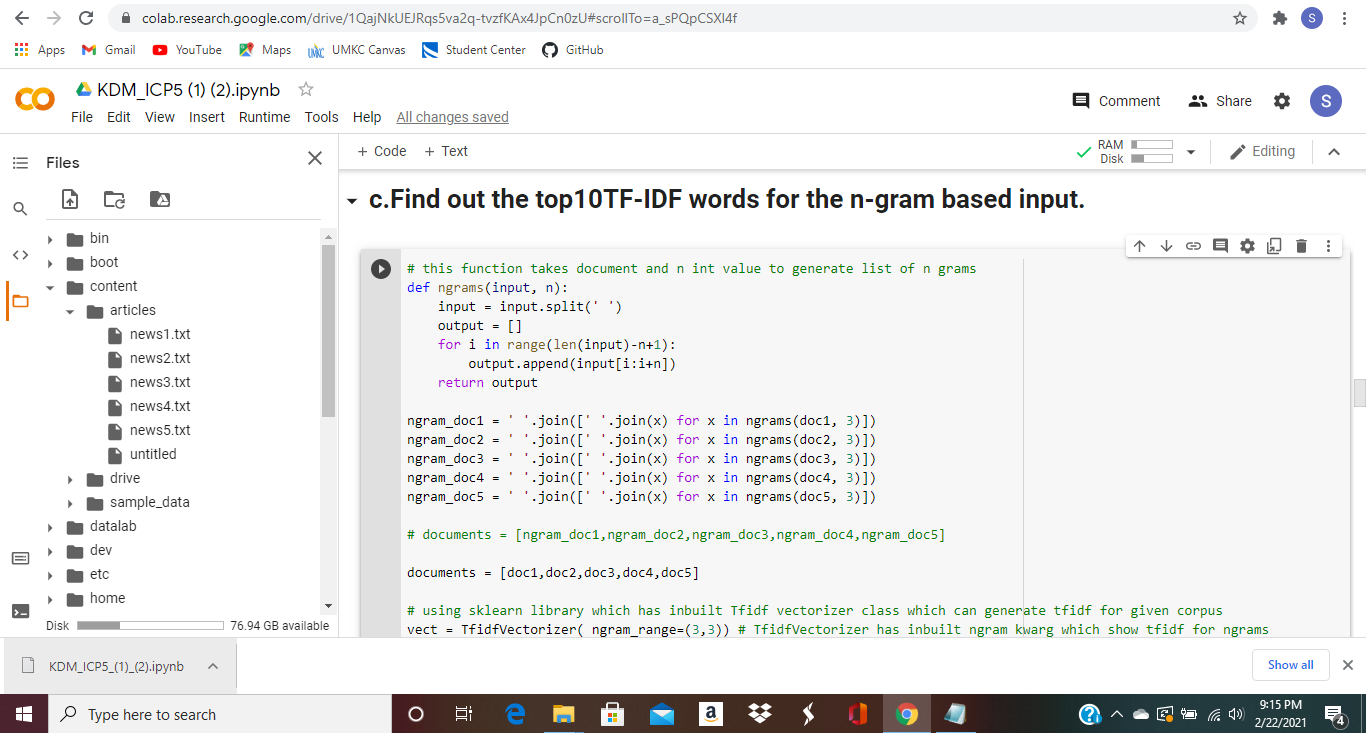 colab.research.google.com/drive/1QajNkUEJRqs5va2q-tvzfKAx4JpCn0zU#scrollTo=a_sPQpCSXl4f
S
Apps Gmail YouTube Maps UMKC UMKC Canvas Student Center GitHub
CO KDM_ICP5 (1) (2).ipynb
Comment Share S
File Edit View Insert Runtime Tools Help All changes saved
Files
+ Code + Text
RAM
Disk
Editing
bin
boot
content
articles
news1.txt
news2.txt
news3.txt
news4.txt
news5.txt
untitled
drive
sample_data
datalab
dev
etc
home
Disk 76.94 GB available
c.Find out the top10TF-IDF words for the n-gram based input.
# this function takes document and n int value to generate list of n grams
def ngrams(input, n):
    input = input.split(' ')
    output = []
    for i in range(len(input)-n+1):
        output.append(input[i:i+n])
    return output
ngram_doc1 = ' '.join([' '.join(x) for x in ngrams(doc1, 3)])
ngram_doc2 = ' '.join([' '.join(x) for x in ngrams(doc2, 3)])
ngram_doc3 = ' '.join([' '.join(x) for x in ngrams(doc3, 3)])
ngram_doc4 = ' '.join([' '.join(x) for x in ngrams(doc4, 3)])
ngram_doc5 = ' '.join([' '.join(x) for x in ngrams(doc5, 3)])
# documents = [ngram_doc1,ngram_doc2,ngram_doc3,ngram_doc4,ngram_doc5]
documents = [doc1,doc2,doc3,doc4,doc5]
# using sklearn library which has inbuilt Tfidf vectorizer class which can generate tfidf for given corpus
vect = TfidfVectorizer( ngram_range=(3,3)) # TfidfVectorizer has inbuilt ngram kwarg which show tfidf for ngrams
KDM_ICP5_(1)_(2).ipynb
Show all
Type here to search
a
9:15 PM
2/22/2021
4